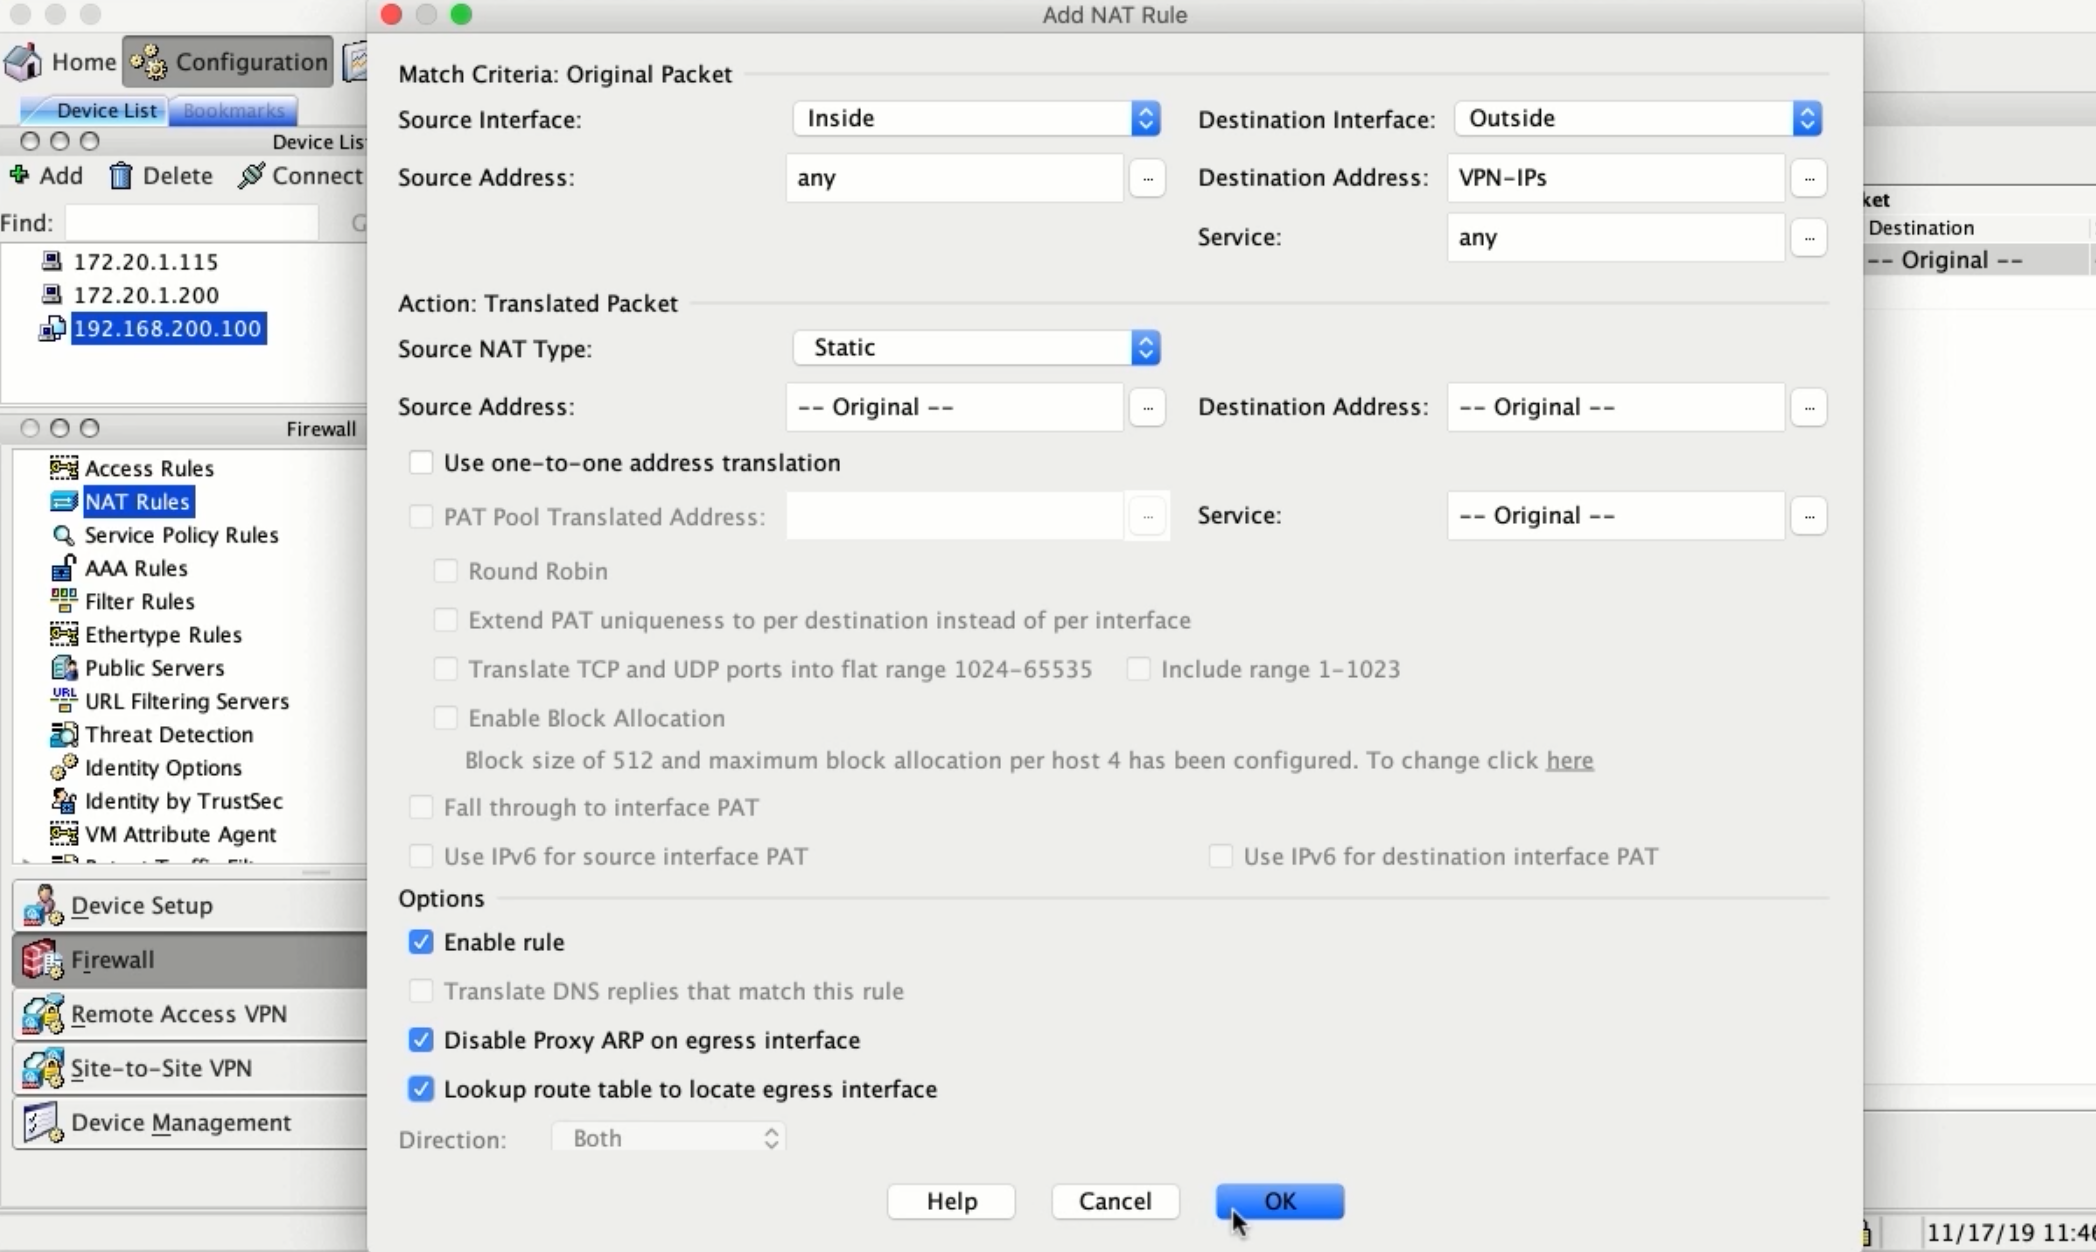 Add NAT Rule
Home Configuration
Device List Bookmarks
Device List
Add Delete Connect
Find:
172.20.1.115
172.20.1.200
192.168.200.100
Firewall
Access Rules
NAT Rules
Service Policy Rules
AAA Rules
Filter Rules
Ethertype Rules
Public Servers
URL Filtering Servers
Threat Detection
Identity Options
Identity by TrustSec
VM Attribute Agent
Device Setup
Firewall
Remote Access VPN
Site-to-Site VPN
Device Management
Match Criteria: Original Packet
Source Interface: Inside Destination Interface: Outside
Source Address: any ... Destination Address: VPN-IPs ...
Service: any ...
Action: Translated Packet
Source NAT Type: Static
Source Address: -- Original -- ... Destination Address: -- Original -- ...
Use one-to-one address translation
PAT Pool Translated Address: ... Service: -- Original -- ...
Round Robin
Extend PAT uniqueness to per destination instead of per interface
Translate TCP and UDP ports into flat range 1024-65535 Include range 1-1023
Enable Block Allocation
Block size of 512 and maximum block allocation per host 4 has been configured. To change click here
Fall through to interface PAT
Use IPv6 for source interface PAT Use IPv6 for destination interface PAT
Options
Enable rule
Translate DNS replies that match this rule
Disable Proxy ARP on egress interface
Lookup route table to locate egress interface
Direction: Both
Help Cancel OK
ket
Destination
-- Original --
11/17/19 11:4